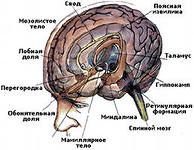 Свод
Поясная
извилина
Мозолистое
тело
Лобная
доля
Таламус
Перегородка
Гиппокамп
Обонятельная
доля
Ретикулярная
формация
Миндалина
Спинной мозг
Мамиллярное
тело